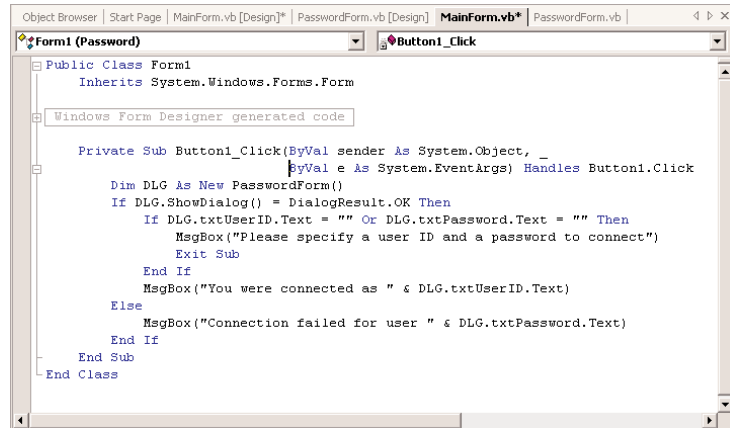 Object Browser | Start Page | MainForm.vb [Design]* | PasswordForm.vb [Design] MainForm.vb* | PasswordForm.vb |
Form1 (Password) Button1_Click
Public Class Form1
Inherits System.Windows.Forms.Form
Windows Form Designer generated code
Private Sub Button1_Click(ByVal sender As System.Object, _
ByVal e As System.EventArgs) Handles Button1.Click
Dim DLG As New PasswordForm()
If DLG.ShowDialog() = DialogResult.OK Then
If DLG.txtUserID.Text = "" Or DLG.txtPassword.Text = "" Then
MsgBox("Please specify a user ID and a password to connect")
Exit Sub
End If
MsgBox("You were connected as " & DLG.txtUserID.Text)
Else
MsgBox("Connection failed for user " & DLG.txtPassword.Text)
End If
End Sub
End Class